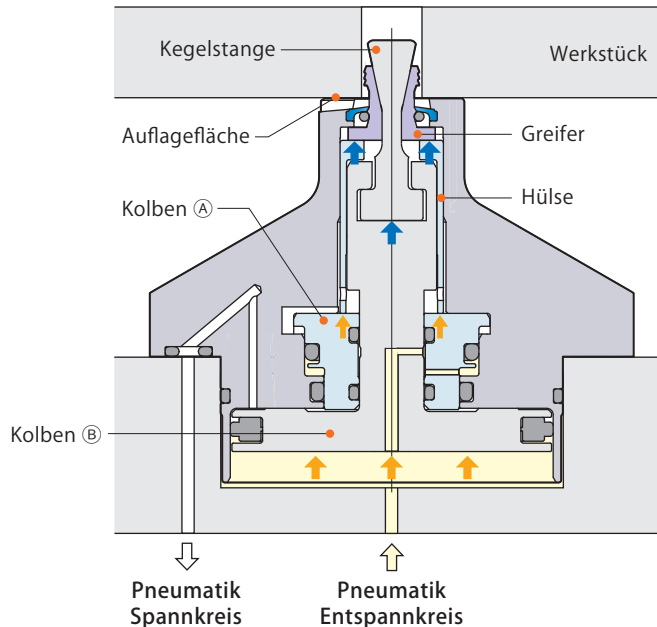 Kegelstange
Werkstück
Auflagefläche
Greifer
Hülse
Kolben Ⓐ
Kolben Ⓑ
Pneumatik
Spannkreis
Pneumatik
Entspannkreis